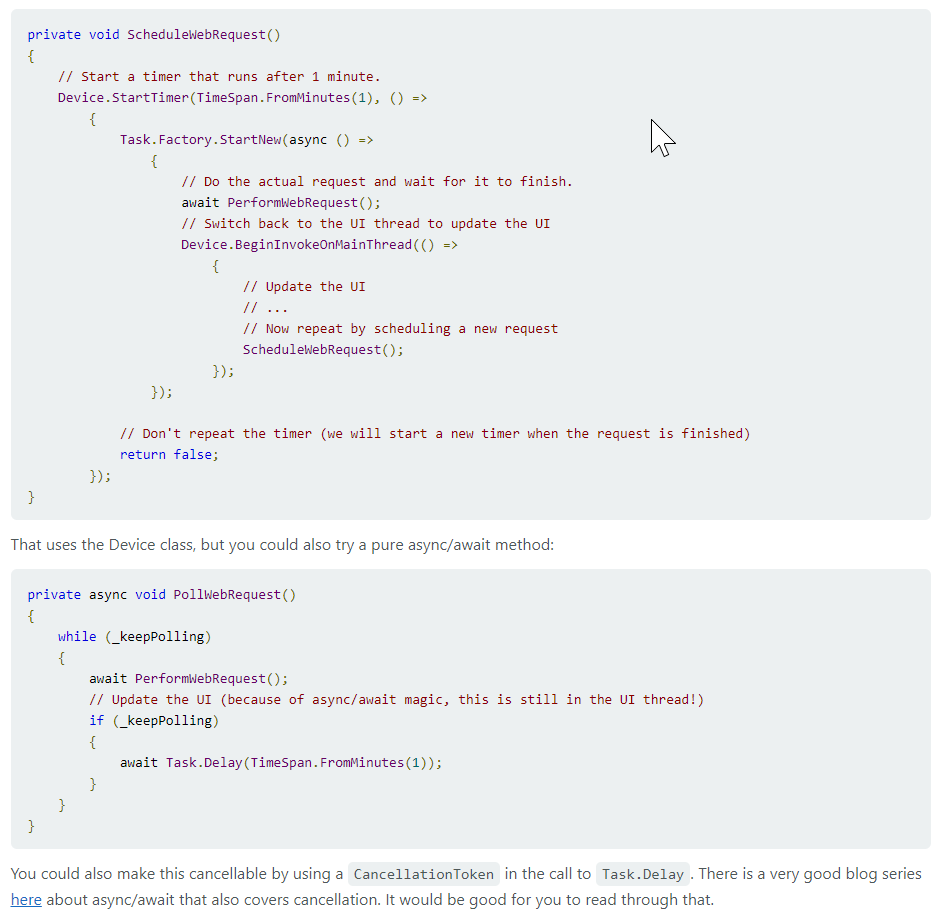 private void ScheduleWebRequest()
{
    // Start a timer that runs after 1 minute.
    Device.StartTimer(TimeSpan.FromMinutes(1), () =>
        {
            Task.Factory.StartNew(async () =>
                {
                    // Do the actual request and wait for it to finish.
                    await PerformWebRequest();
                    // Switch back to the UI thread to update the UI
                    Device.BeginInvokeOnMainThread(() =>
                        {
                            // Update the UI
                            // ...
                            // Now repeat by scheduling a new request
                            ScheduleWebRequest();
                        });
                });

            // Don't repeat the timer (we will start a new timer when the request is finished)
            return false;
        });
}
That uses the Device class, but you could also try a pure async/await method:
private async void PollWebRequest()
{
    while (_keepPolling)
    {
        await PerformWebRequest();
        // Update the UI (because of async/await magic, this is still in the UI thread!)
        if (_keepPolling)
        {
            await Task.Delay(TimeSpan.FromMinutes(1));
        }
    }
}
You could also make this cancellable by using a CancellationToken in the call to Task.Delay. There is a very good blog series
here about async/await that also covers cancellation. It would be good for you to read through that.